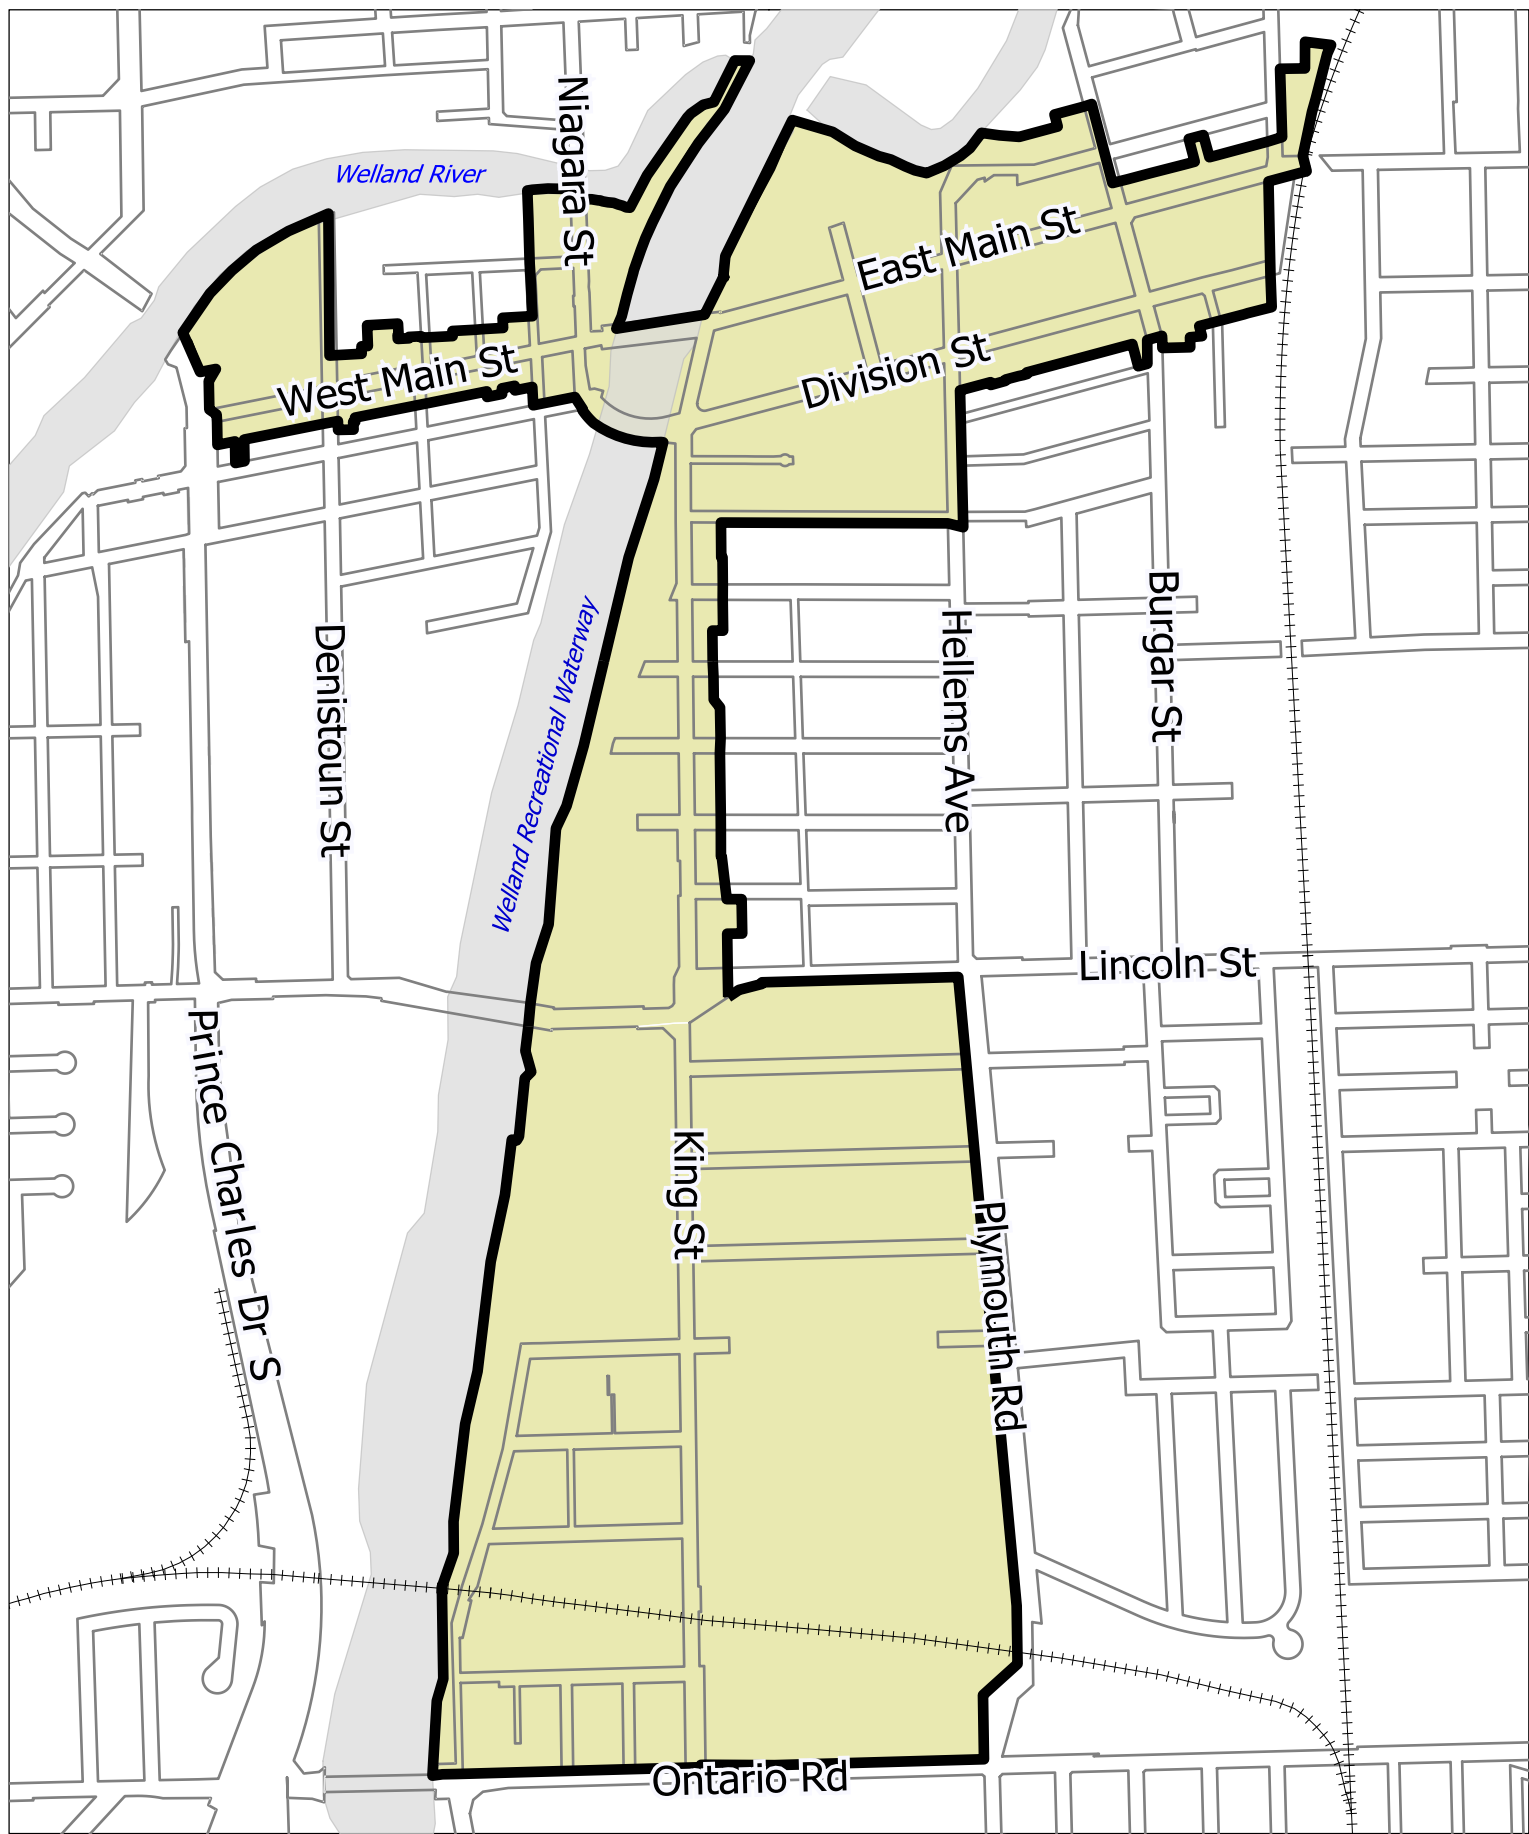 Niagara St
Welland River
East Main St
Division St
West Main St
Burgar St
Welland Recreational Waterway
Hellems Ave
Denistoun St
Lincoln St
Prince Charles Dr S
King St
Plymouth Rd
Ontario Rd